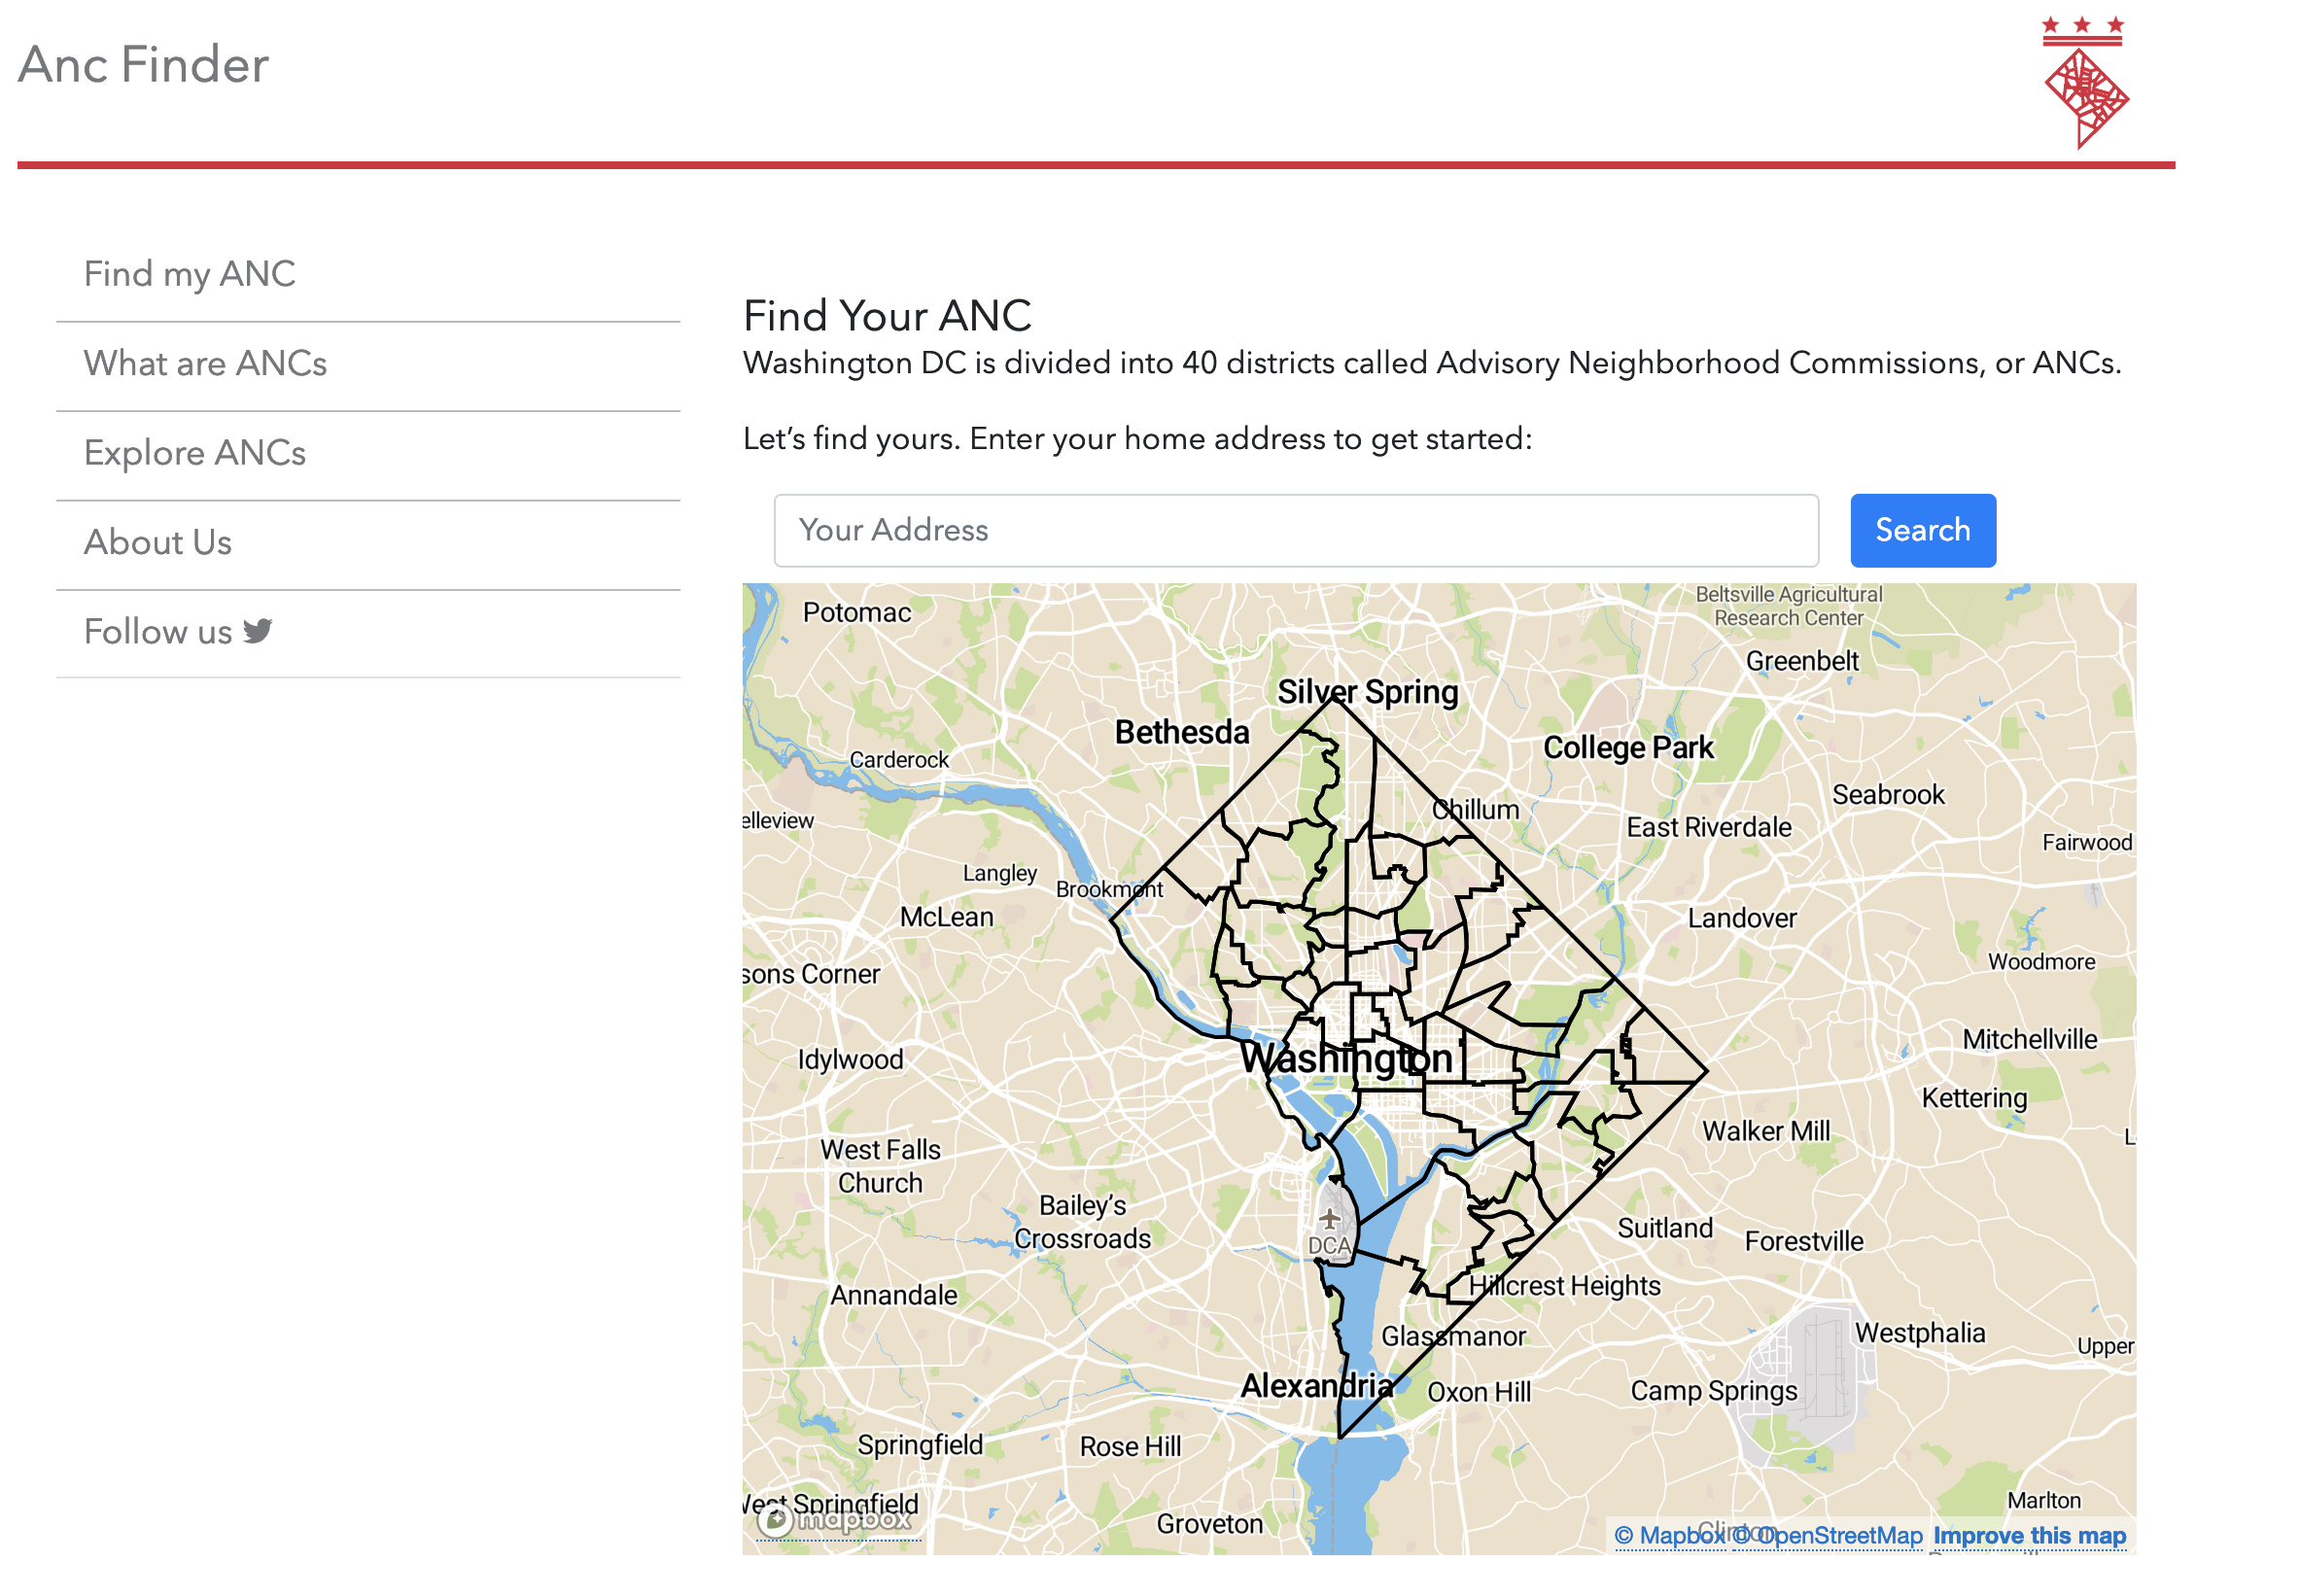 Anc Finder
Find my ANC
What are ANCs
Explore ANCs
About Us
Follow us
Find Your ANC
Washington DC is divided into 40 districts called Advisory Neighborhood Commissions, or ANCs.
Let's find yours. Enter your home address to get started:
Your Address
Search
Beltsville Agricultural
Research Center
Potomac
Greenbelt
Silver Spring
Bethesda
College Park
Carderock
Seabrook
Chillum
elleview
East Riverdale
Fairwood
Langley
Brookmont
McLean
Landover
Woodmore
sons Corner
Mitchellville
Idylwood
Washington
Kettering
Walker Mill
West Falls
Church
Bailey's
Crossroads
Suitland
Forestville
DCA
Hillcrest Heights
Annandale
Glassmanor
Westphalia
Upper
Alexandria
Oxon Hill
Camp Springs
Springfield
Rose Hill
Marlton
West Springfield
mapbox
Groveton
Clinton
© Mapbox © OpenStreetMap Improve this map